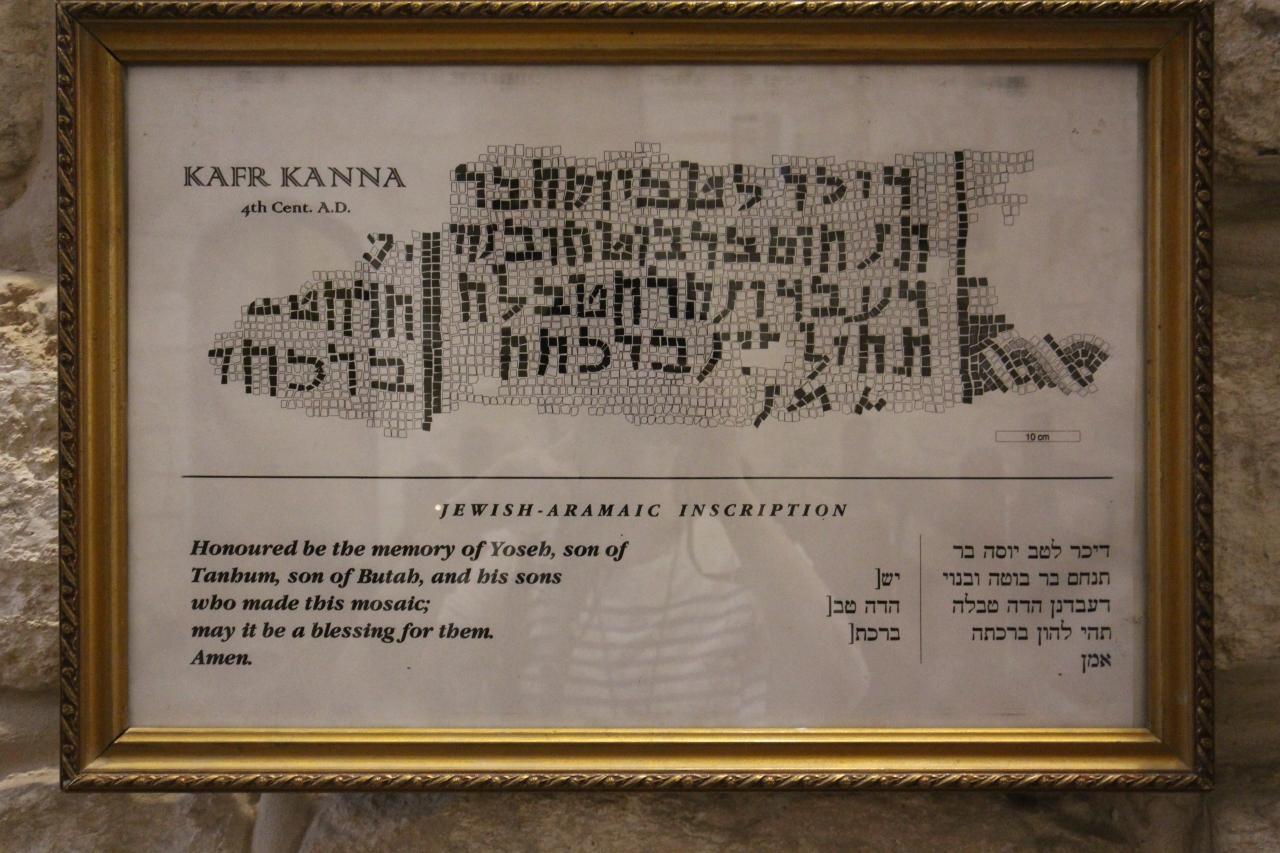 KAFR KANNA
4th Cent. A.D.
10 cm
JEWISH-ARAMAIC INSCRIPTION
Honoured be the memory of Yoseh, son of
Tanhum, son of Butah, and his sons
who made this mosaic;
may it be a blessing for them.
Amen.
דיכר לטב יוסה בר
תנחם בר בוטה ובנוי
דעבדנן הדה טבלה
תהי להון ברכתה
אמן
יש[
הדה טב[
ברכת[